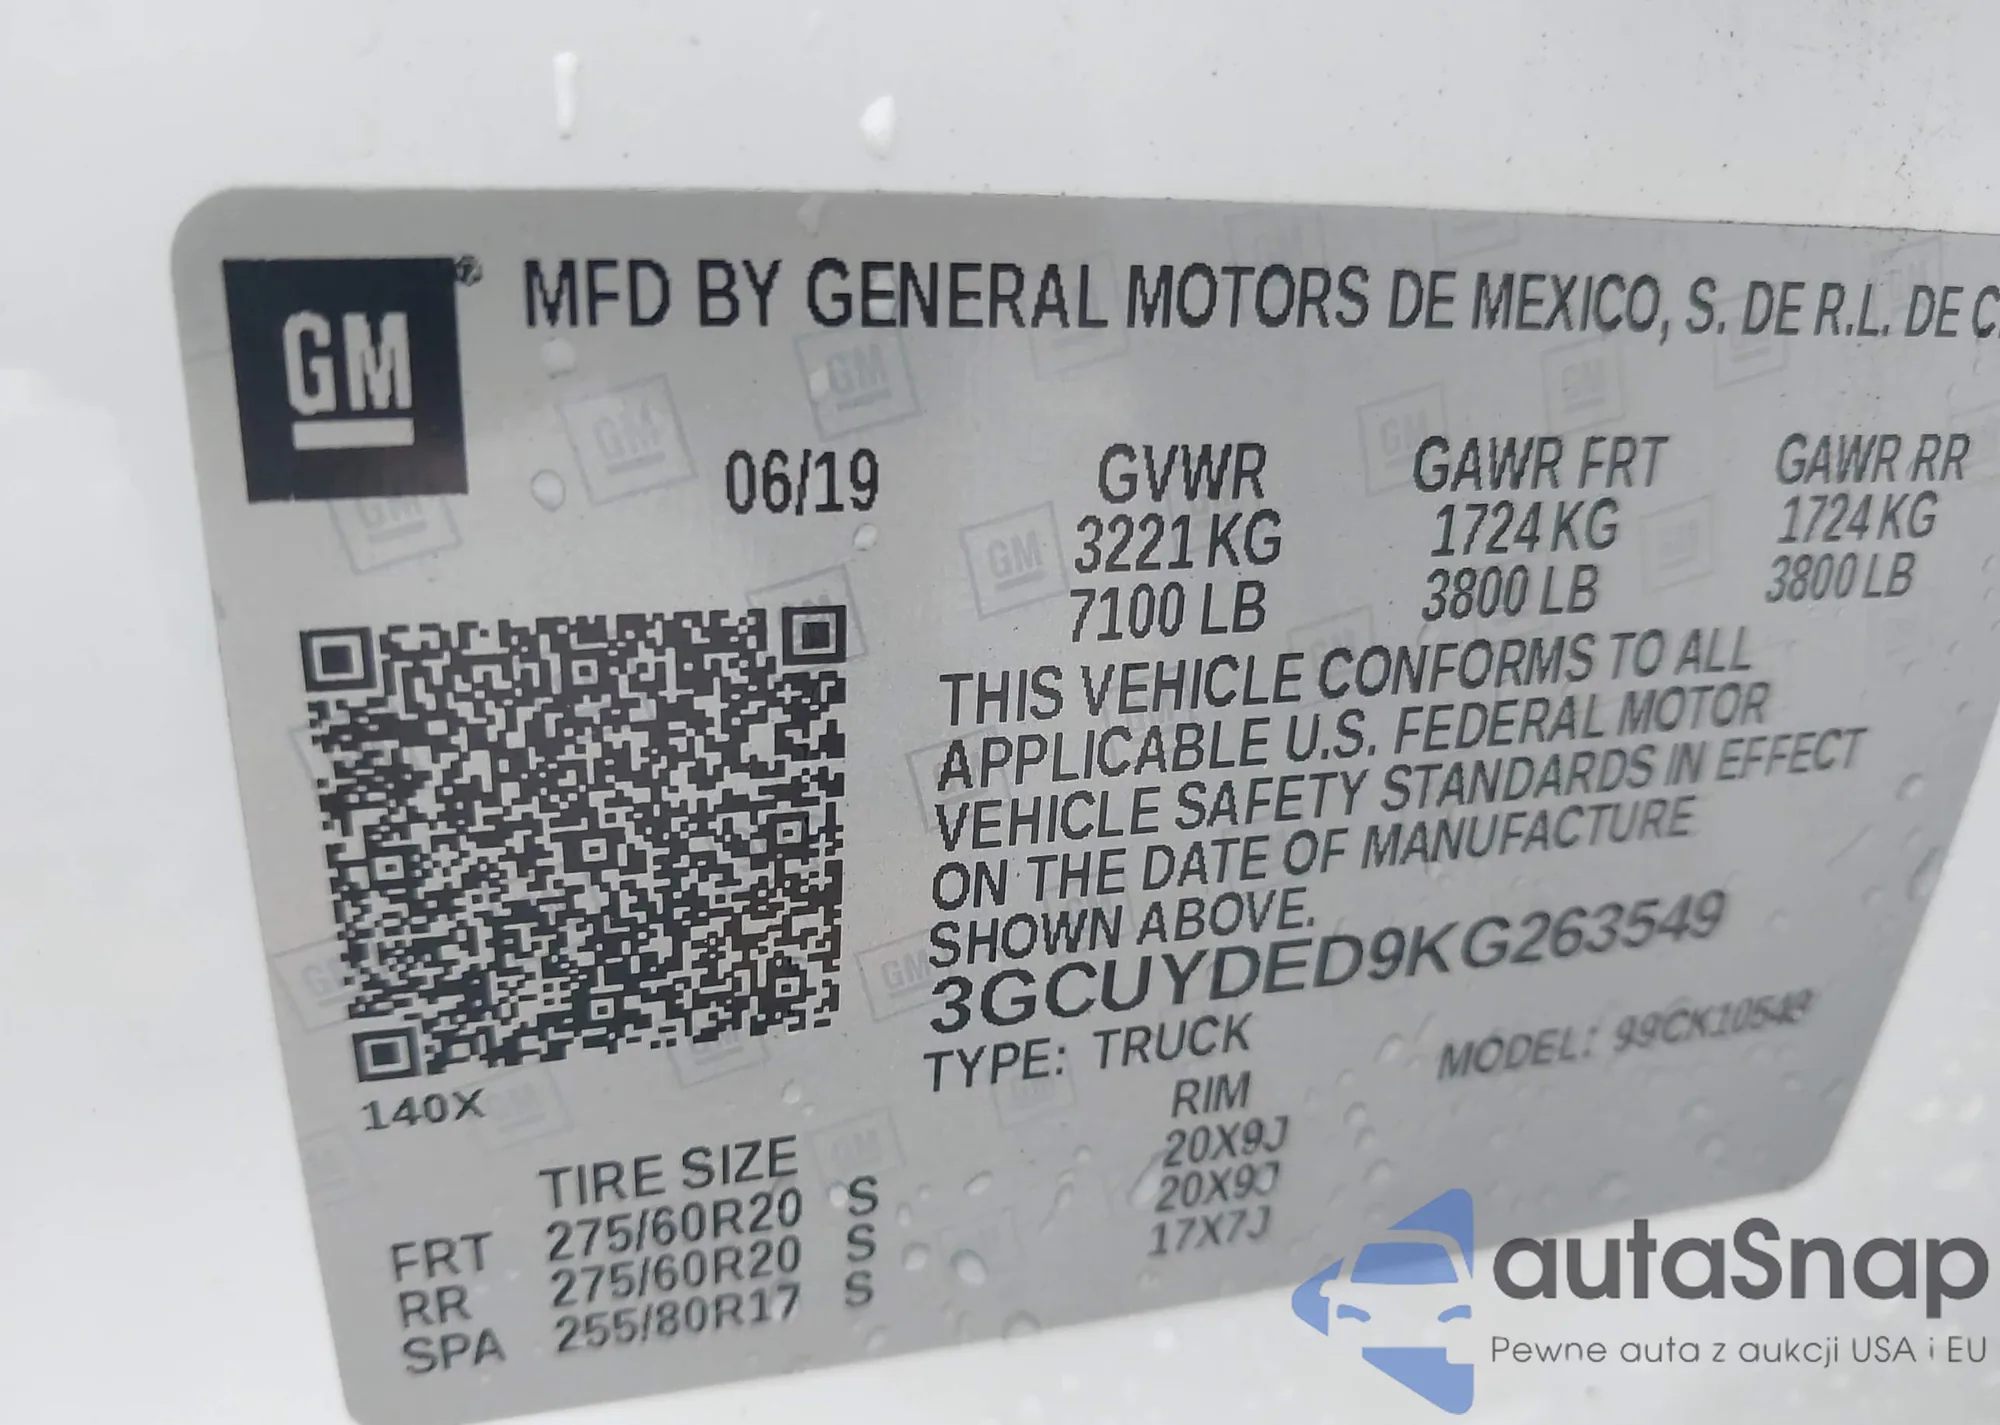 GM® MFD BY GENERAL MOTORS DE MEXICO, S. DE R.L. DE C.
06/19 GVWR GAWR FRT GAWR RR
3221 KG 1724 KG 1724 KG
7100 LB 3800 LB 3800 LB
THIS VEHICLE CONFORMS TO ALL
APPLICABLE U.S. FEDERAL MOTOR
VEHICLE SAFETY STANDARDS IN EFFECT
ON THE DATE OF MANUFACTURE
SHOWN ABOVE.
3GCUYDED9KG263549
TYPE: TRUCK MODEL: 99CK10543
140X
TIRE SIZE RIM
FRT 275/60R20 S 20X9J
RR 275/60R20 S 20X9J
SPA 255/80R17 S 17X7J
autaSnap
Pewne auta z aukcji USA i EU